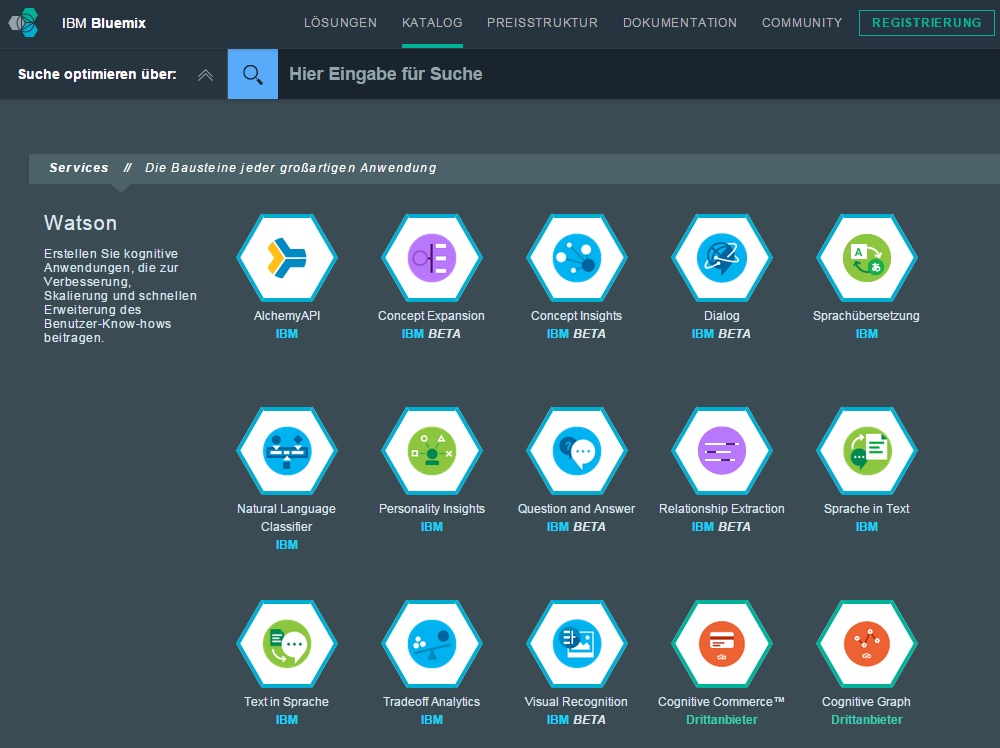 IBM Bluemix
LÖSUNGEN KATALOG PREISSTRUKTUR DOKUMENTATION COMMUNITY REGISTRIERUNG
Suche optimieren über: Hier Eingabe für Suche
Services // Die Bausteine jeder großartigen Anwendung
Watson
Erstellen Sie kognitive
Anwendungen, die zur
Verbesserung,
Skalierung und schnellen
Erweiterung des
Benutzer-Know-hows
beitragen.
AlchemyAPI
IBM
Concept Expansion
IBM BETA
Concept Insights
IBM BETA
Dialog
IBM BETA
A あ
Sprachübersetzung
IBM
Natural Language
Classifier
IBM
Personality Insights
IBM
?
Question and Answer
IBM BETA
Relationship Extraction
IBM BETA
Sprache in Text
IBM
Text in Sprache
IBM
Tradeoff Analytics
IBM
Visual Recognition
IBM BETA
Cognitive Commerce™
Drittanbieter
Cognitive Graph
Drittanbieter